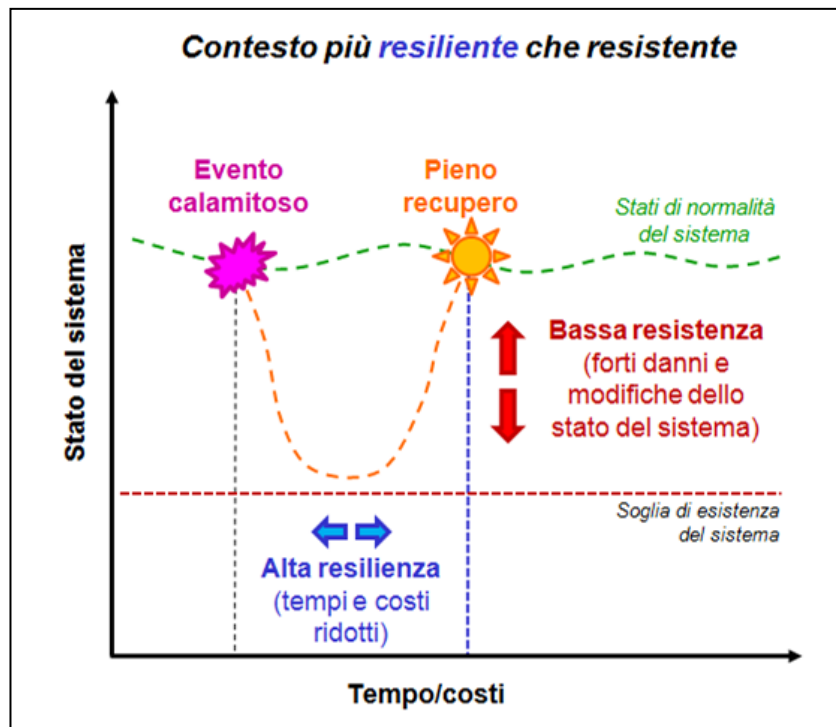 Contesto più resiliente che resistente
Evento
calamitoso
Pieno
recupero
Stati di normalità
del sistema
Stato del sistema
Bassa resistenza
(forti danni e
modifiche dello
stato del sistema)
Soglia di esistenza
del sistema
Alta resilienza
(tempi e costi
ridotti)
Tempo/costi